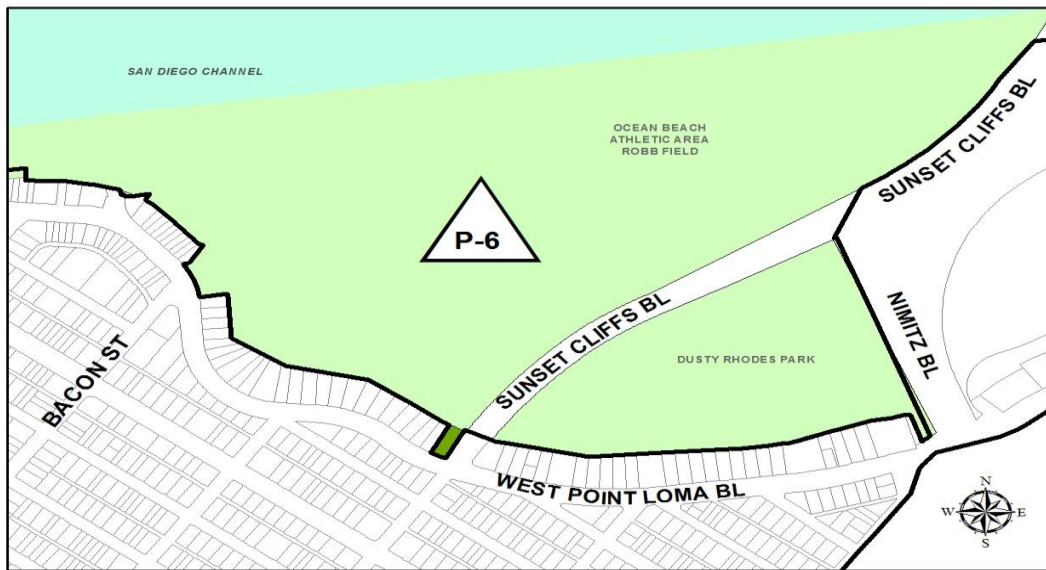 SAN DIEGO CHANNEL
OCEAN BEACH
ATHLETIC AREA
ROBB FIELD
SUNSET CLIFFS BL
P-6
SUNSET CLIFFS BL
NIMITZ BL
DUSTY RHODES PARK
BACON ST
WEST POINT LOMA BL
N
W
E
S